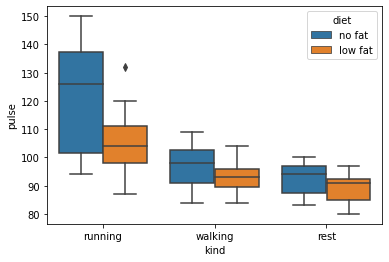 150
140
130
120
110
100
90
80
pulse
diet
no fat
low fat
running
walking
rest
kind